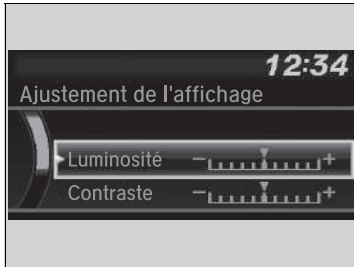 12:34
Ajustement de l'affichage
Luminosité − +
Contraste − +